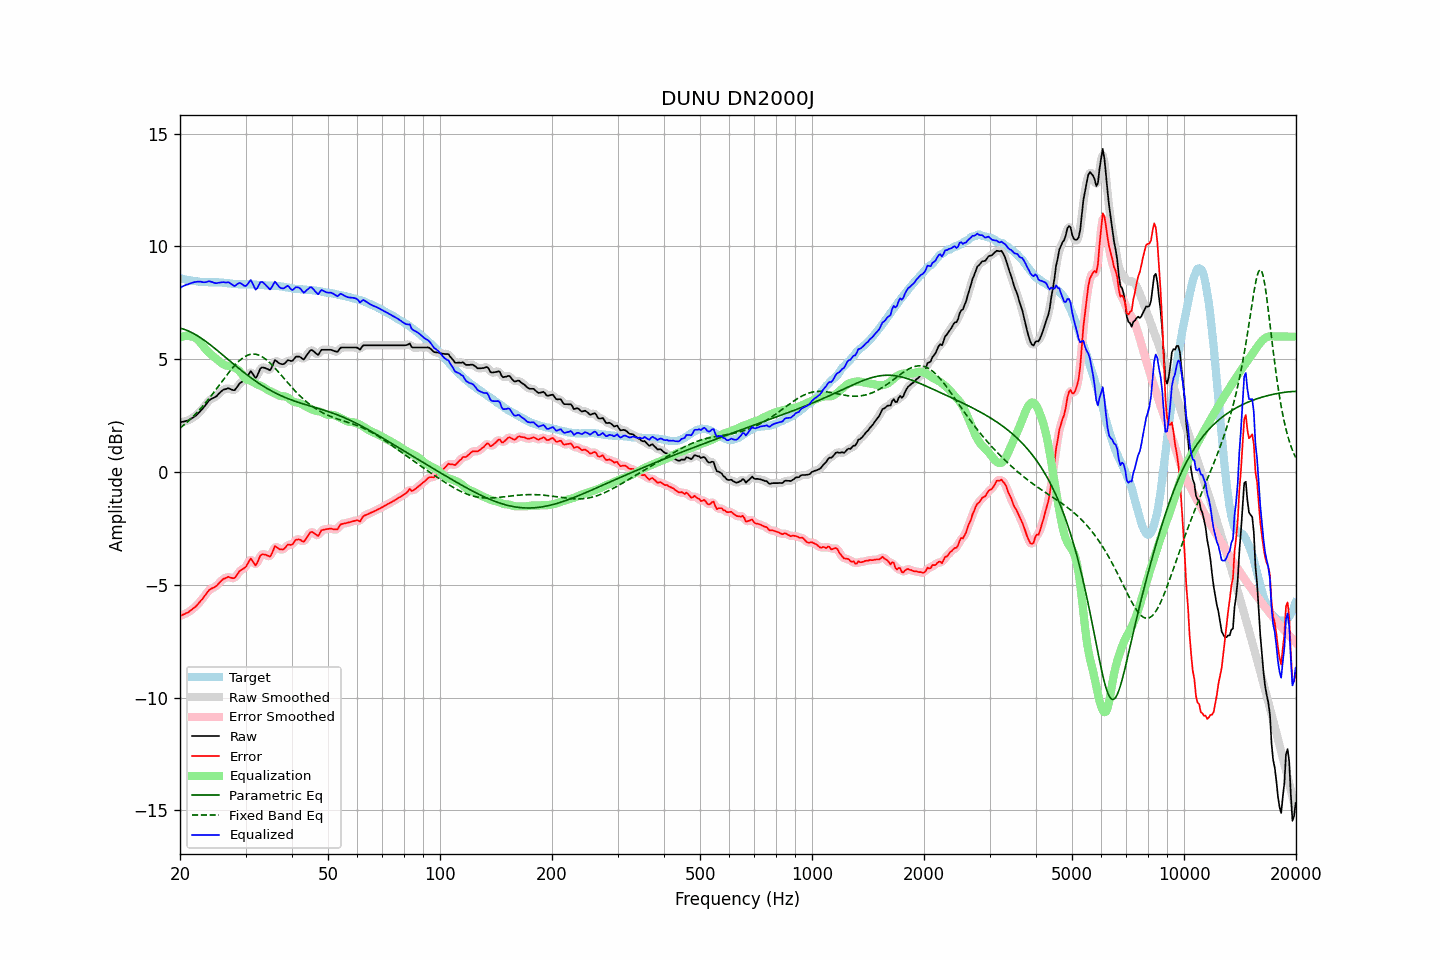 DUNU DN2000J
Amplitude (dBr)
15
10
5
0
−5
−10
−15
Target
Raw Smoothed
Error Smoothed
Raw
Error
Equalization
Parametric Eq
Fixed Band Eq
Equalized
20
50
100
200
500
1000
2000
5000
10000
20000
Frequency (Hz)